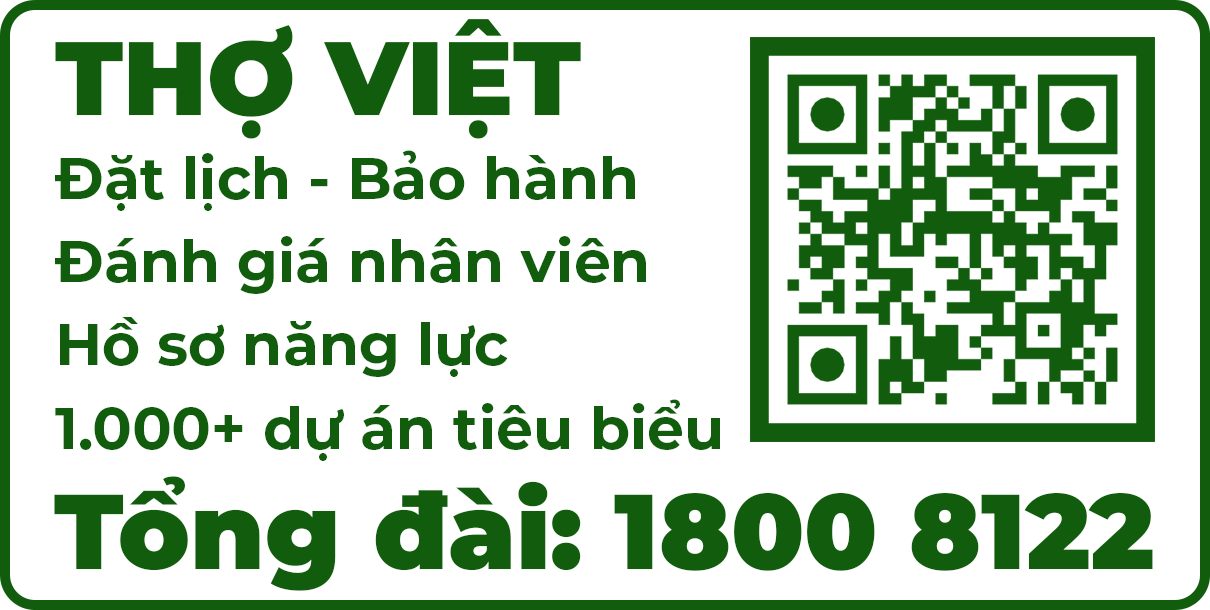 THỢ VIỆT
Đặt lịch - Bảo hành
Đánh giá nhân viên
Hồ sơ năng lực
1.000+ dự án tiêu biểu
Tổng đài: 1800 8122